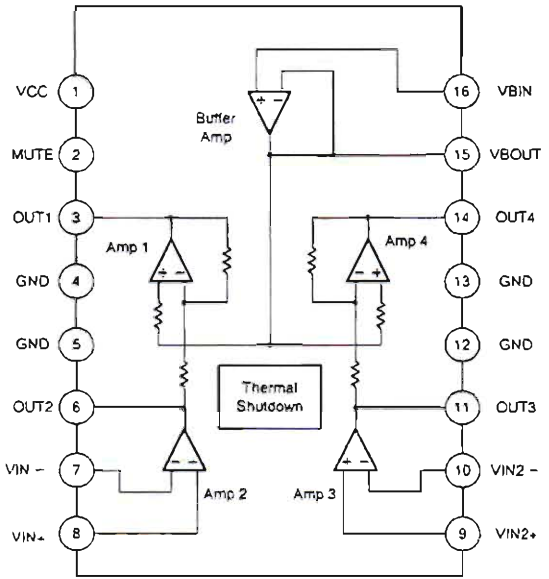 VCC 1
MUTE 2
OUT1 3
GND 4
GND 5
OUT2 6
VIN - 7
VIN+ 8
16 VBIN
15 VBOUT
14 OUT4
13 GND
12 GND
11 OUT3
10 VIN2 -
9 VIN2+
+ -
Buffer
Amp
Amp 1
+ -
Amp 4
- +
Thermal
Shutdown
Amp 2
- +
Amp 3
+ -